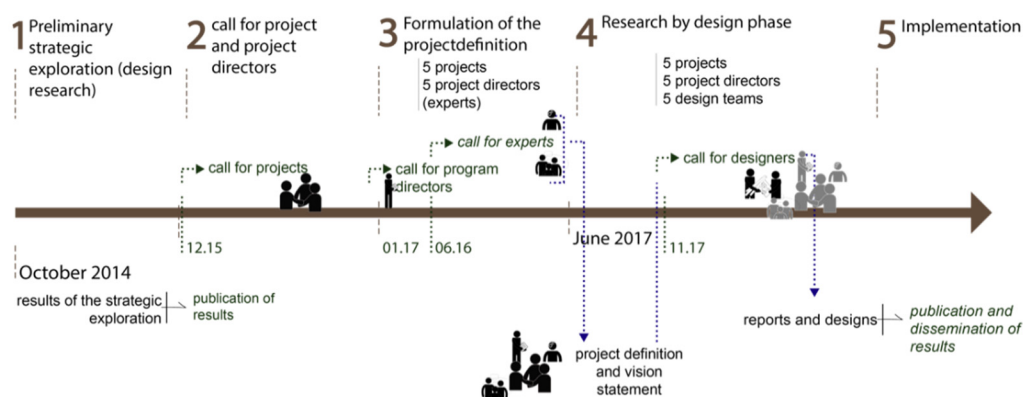 1 Preliminary
strategic
exploration (design
research)
2 call for project
and project
directors
3 Formulation of the
projectdefinition
5 projects
5 project directors
(experts)
4 Research by design phase
5 projects
5 project directors
5 design teams
5 Implementation
call for projects
call for experts
call for program
directors
call for designers
12.15
01.17
06.16
June 2017
11.17
October 2014
results of the strategic
exploration
publication of
results
project definition
and vision
statement
reports and designs
publication and
dissemination of
results